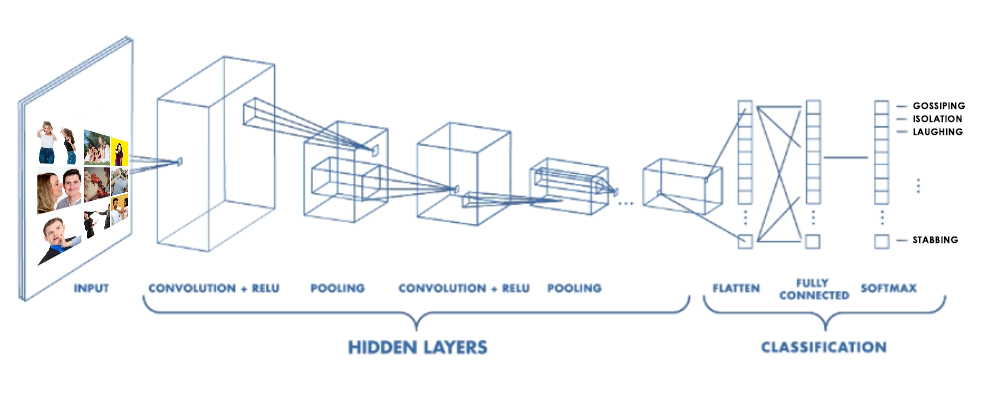 GOSSIPING
ISOLATION
LAUGHING
STABBING
INPUT
CONVOLUTION + RELU
POOLING
CONVOLUTION + RELU
POOLING
FLATTEN
FULLY
CONNECTED
SOFTMAX
HIDDEN LAYERS
CLASSIFICATION